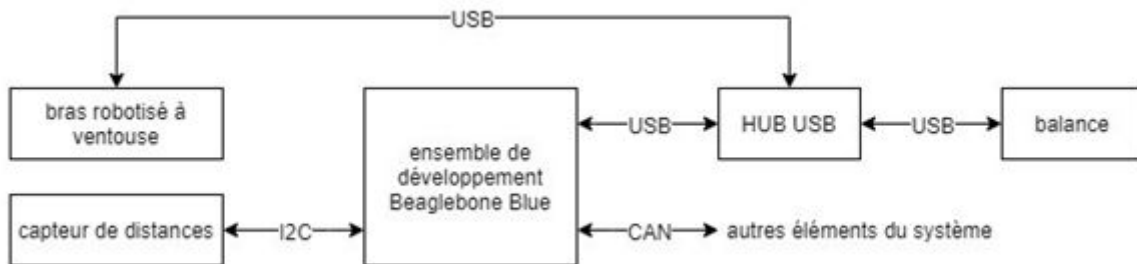 USB
bras robotisé à
ventouse
ensemble de
développement
Beaglebone Blue
USB
HUB USB
USB
balance
capteur de distances
I2C
CAN
autres éléments du système